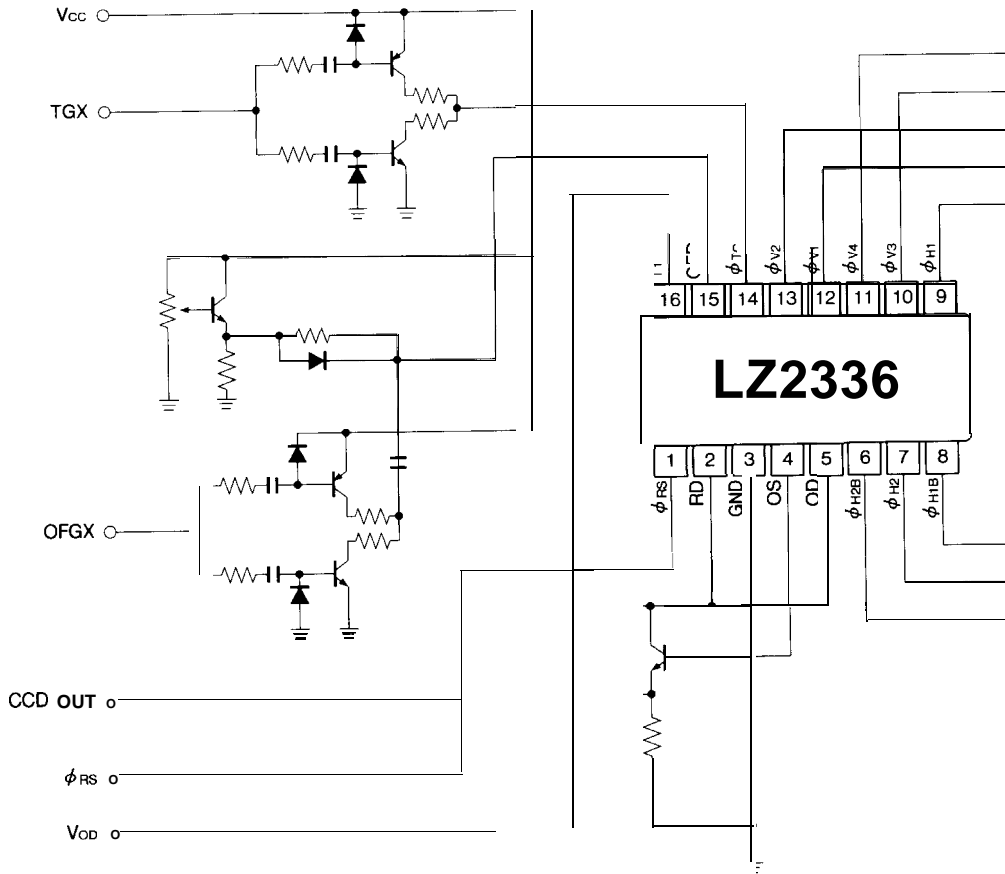 VCC
TGX
φV2
φV1
φV4
φV3
φH1
16 15 14 13 12 11 10 9
LZ2336
1 2 3 4 5 6 7 8
φRS
RD
GND
OS
OD
φH2B
φH2
φH1B
OFGX
CCD OUT
φRS
VOD